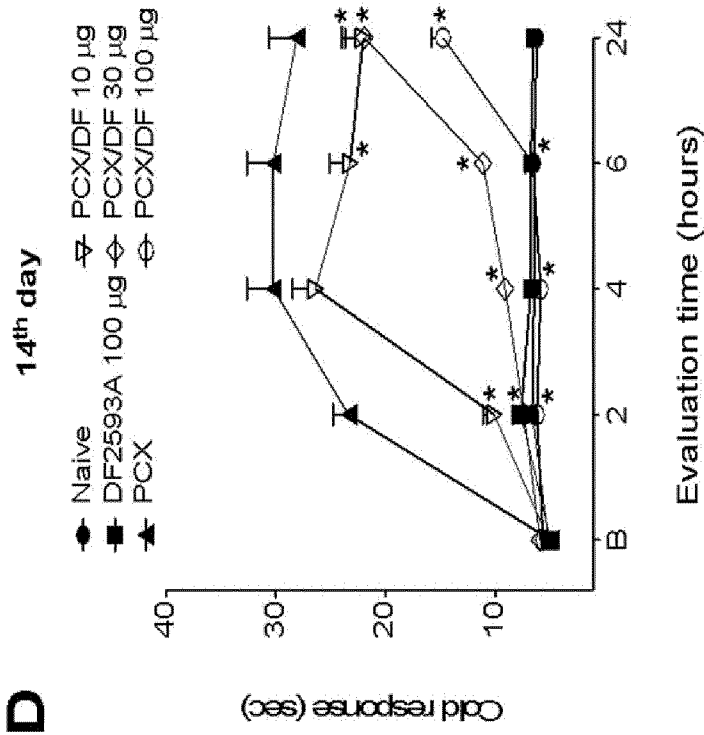 D
14th day
Naive
DF2593A 100 µg
PCX
PCX/DF 10 µg
PCX/DF 30 µg
PCX/DF 100 µg
40
30
20
10
Cold response (sec)
* * *
* * *
* *
* * *
B 2 4 6 24
Evaluation time (hours)